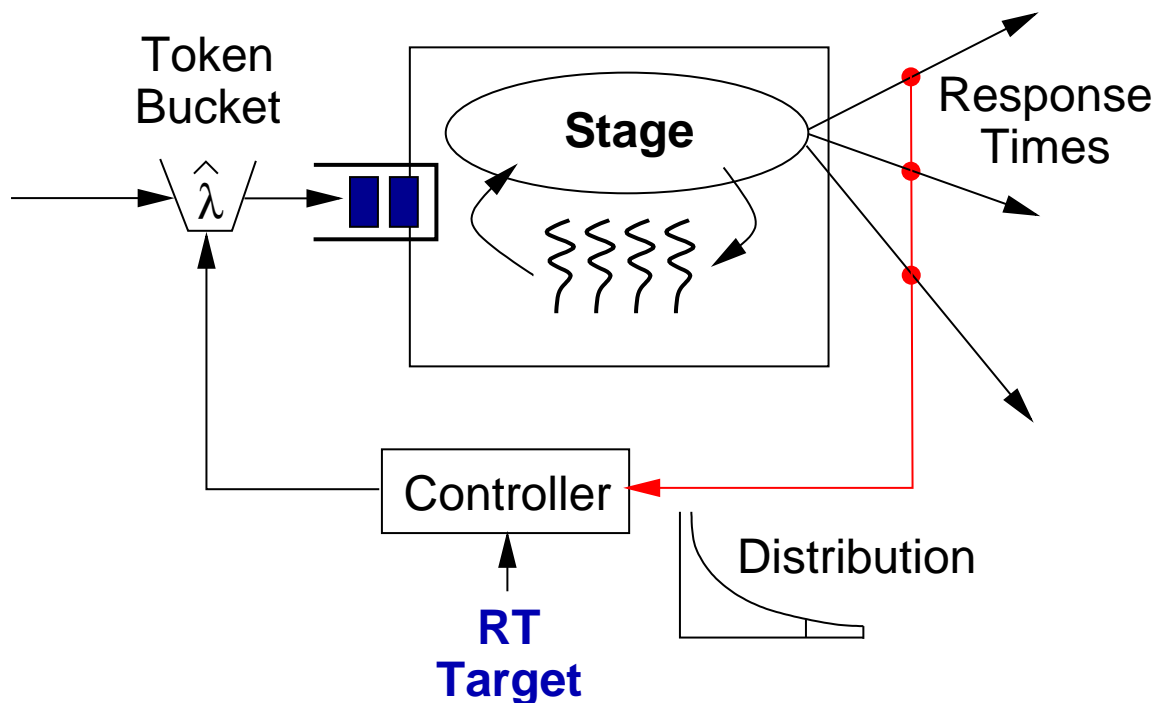 Token
Bucket
λ̂
Stage
Response
Times
Controller
Distribution
RT
Target